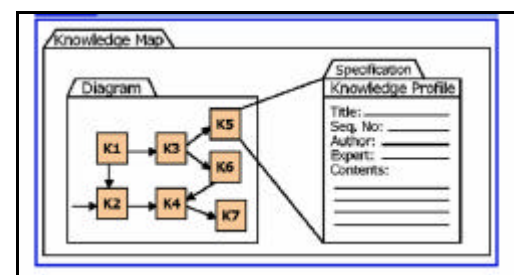 Knowledge Map
Diagram
K1
K3
K5
K6
K2
K4
K7
Specification
Knowledge Profile
Title:
Seq. No:
Author:
Expert:
Contents: